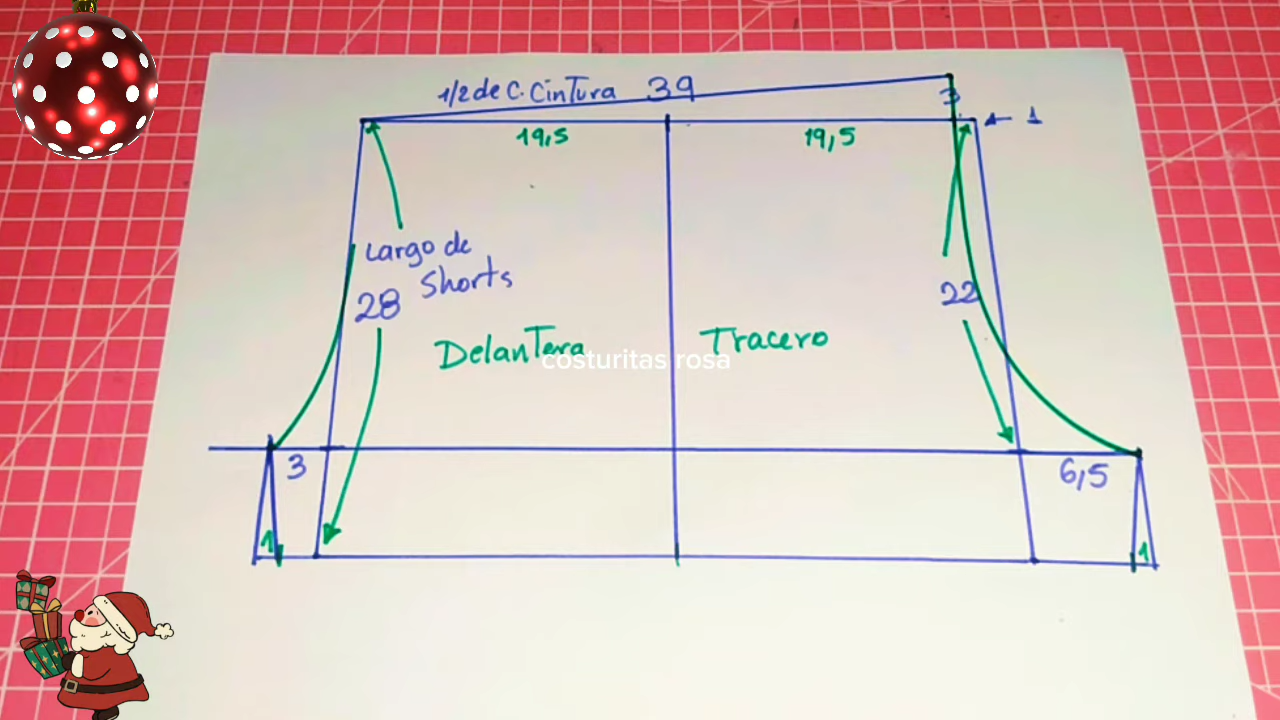 1/2 de C. Cintura 39
3
← 1
19,5
19,5
Largo de
Shorts
28
22
Delantera
Tracero
costuritas rosa
3
6,5
1
1